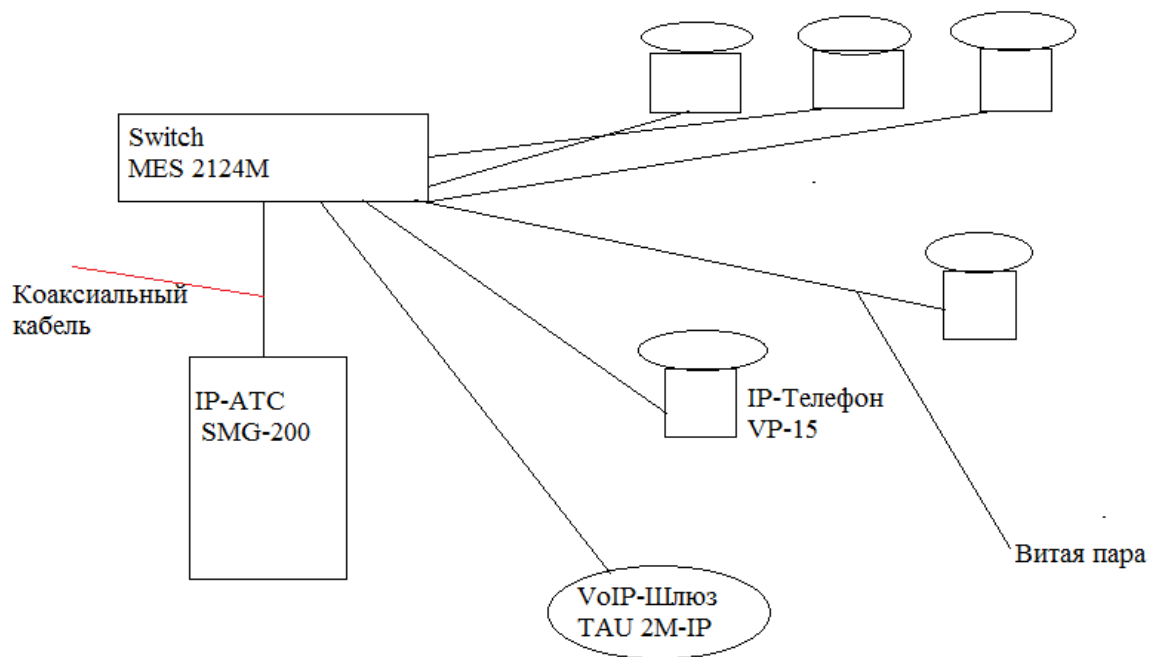 Switch
MES 2124M
Коаксиальный
кабель
IP-АТС
SMG-200
IP-Телефон
VP-15
Витая пара
VoIP-Шлюз
TAU 2M-IP